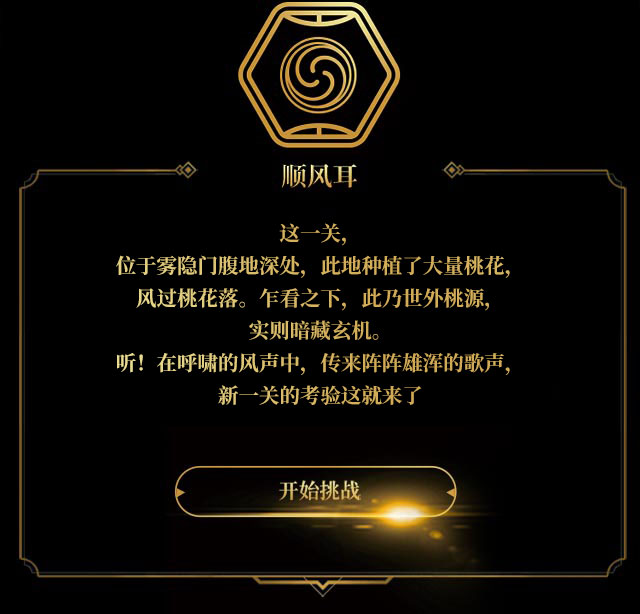 顺风耳
这一关，
位于雾隐门腹地深处，此地种植了大量桃花，
风过桃花落。乍看之下，此乃世外桃源，
实则暗藏玄机。
听！在呼啸的风声中，传来阵阵雄浑的歌声，
新一关的考验这就来了
开始挑战